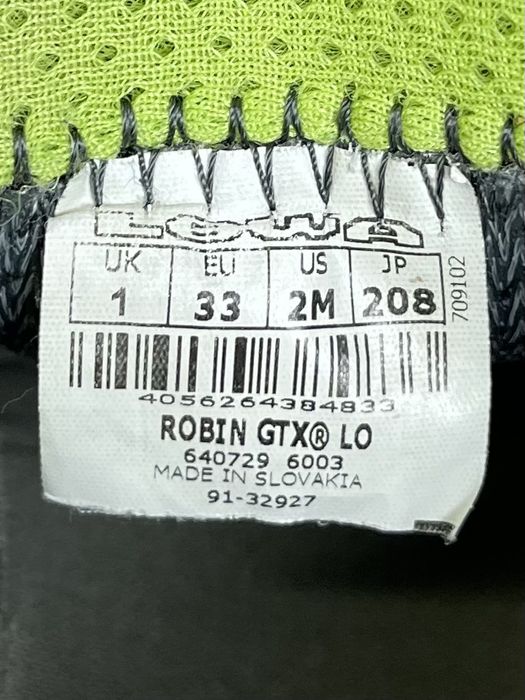 LOWA
UK EU US JP
1 33 2M 208
709102
4056264384833
ROBIN GTX® LO
640729 6003
MADE IN SLOVAKIA
91-32927